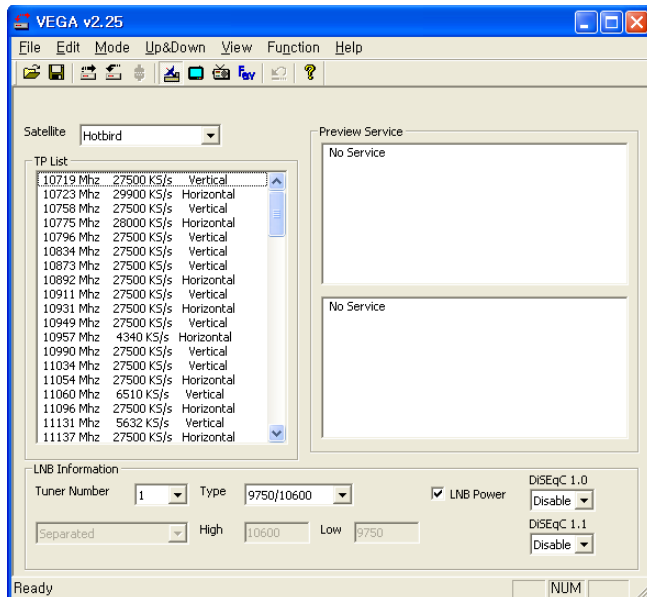 VEGA v2.25
File Edit Mode Up&Down View Function Help
Fav
Satellite Hotbird
TP List
10719 Mhz 27500 KS/s Vertical
10723 Mhz 29900 KS/s Horizontal
10758 Mhz 27500 KS/s Vertical
10775 Mhz 28000 KS/s Horizontal
10796 Mhz 27500 KS/s Vertical
10834 Mhz 27500 KS/s Vertical
10873 Mhz 27500 KS/s Vertical
10892 Mhz 27500 KS/s Horizontal
10911 Mhz 27500 KS/s Vertical
10931 Mhz 27500 KS/s Horizontal
10949 Mhz 27500 KS/s Vertical
10957 Mhz 4340 KS/s Horizontal
10990 Mhz 27500 KS/s Vertical
11034 Mhz 27500 KS/s Vertical
11054 Mhz 27500 KS/s Horizontal
11060 Mhz 6510 KS/s Vertical
11096 Mhz 27500 KS/s Horizontal
11131 Mhz 5632 KS/s Vertical
11137 Mhz 27500 KS/s Horizontal
Preview Service
No Service
No Service
LNB Information
Tuner Number 1 Type 9750/10600 LNB Power
DiSEqC 1.0
Disable
Separated High 10600 Low 9750
DiSEqC 1.1
Disable
Ready NUM